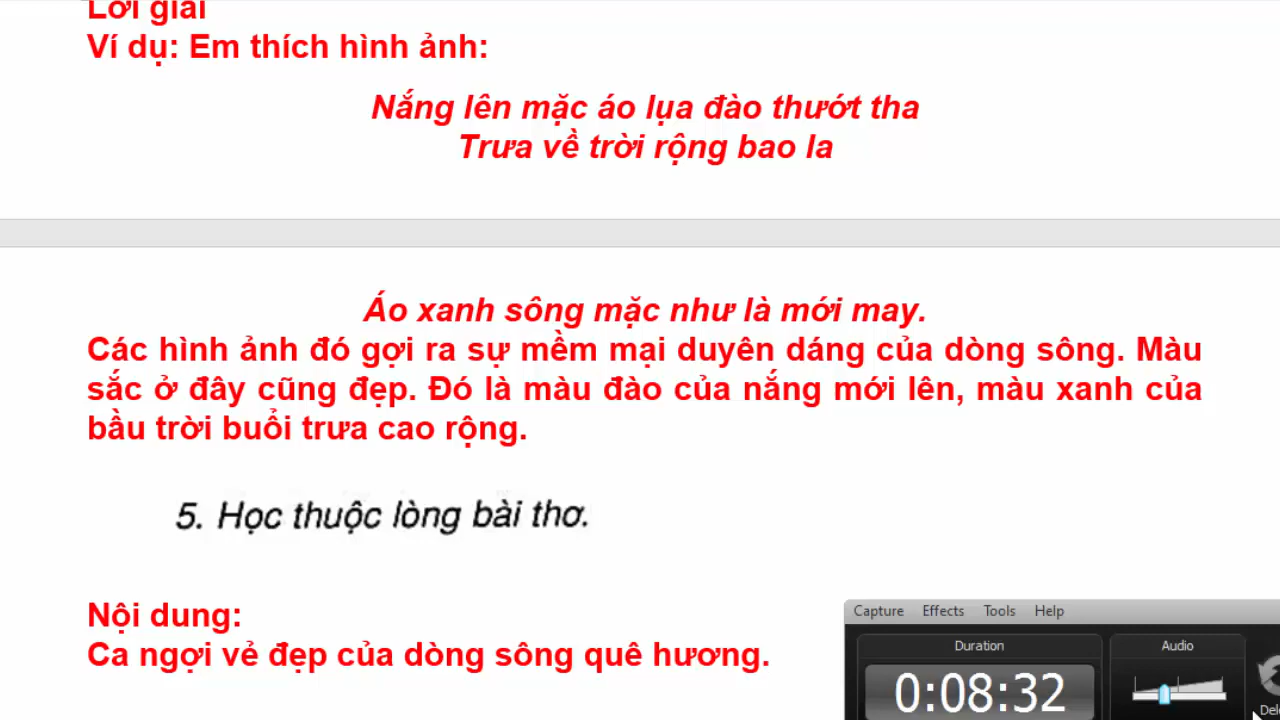 Lời giải
Ví dụ: Em thích hình ảnh:
Nắng lên mặc áo lụa đào thướt tha
Trưa về trời rộng bao la
Áo xanh sông mặc như là mới may.
Các hình ảnh đó gợi ra sự mềm mại duyên dáng của dòng sông. Màu
sắc ở đây cũng đẹp. Đó là màu đào của nắng mới lên, màu xanh của
bầu trời buổi trưa cao rộng.
5. Học thuộc lòng bài thơ.
Nội dung:
Ca ngợi vẻ đẹp của dòng sông quê hương.
Capture Effects Tools Help
Duration Audio
0:08:32